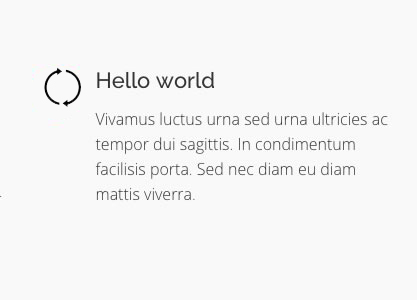 Hello world
Vivamus luctus urna sed urna ultricies ac
tempor dui sagittis. In condimentum
facilisis porta. Sed nec diam eu diam
mattis viverra.